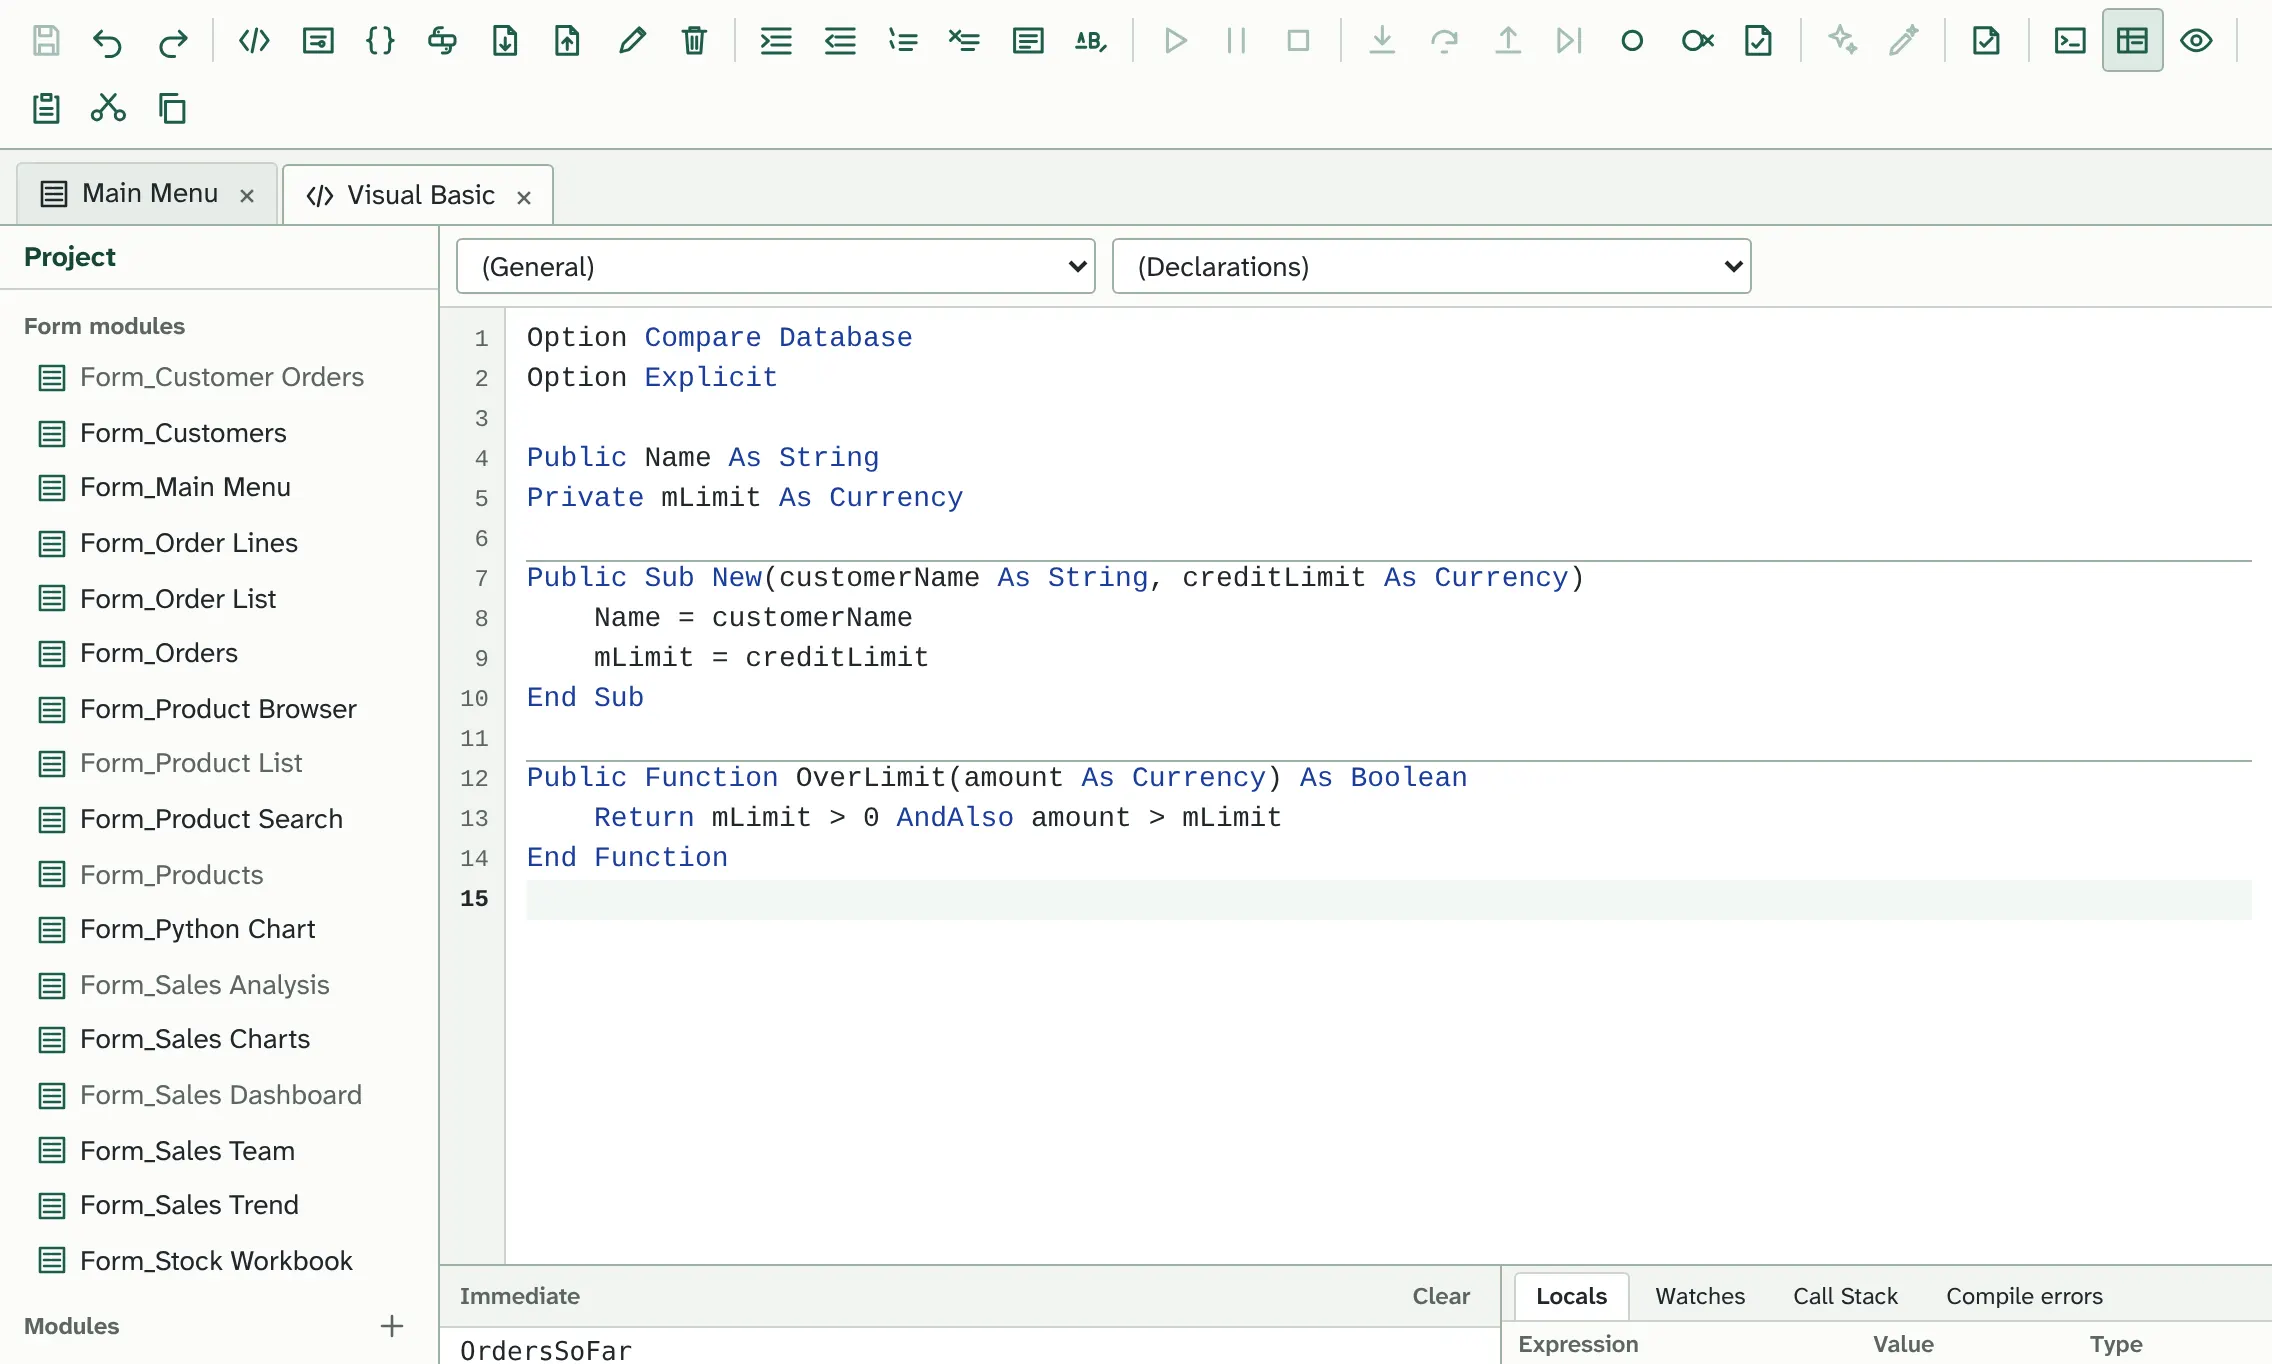 Main Menu ×
</> Visual Basic ×
Project
(General)
(Declarations)
Form modules
Form_Customer Orders
Form_Customers
Form_Main Menu
Form_Order Lines
Form_Order List
Form_Orders
Form_Product Browser
Form_Product List
Form_Product Search
Form_Products
Form_Python Chart
Form_Sales Analysis
Form_Sales Charts
Form_Sales Dashboard
Form_Sales Team
Form_Sales Trend
Form_Stock Workbook
Modules +
1 Option Compare Database
2 Option Explicit
3
4 Public Name As String
5 Private mLimit As Currency
6
7 Public Sub New(customerName As String, creditLimit As Currency)
8     Name = customerName
9     mLimit = creditLimit
10 End Sub
11
12 Public Function OverLimit(amount As Currency) As Boolean
13     Return mLimit > 0 AndAlso amount > mLimit
14 End Function
15
Immediate Clear
OrdersSoFar
Locals Watches Call Stack Compile errors
Expression Value Type